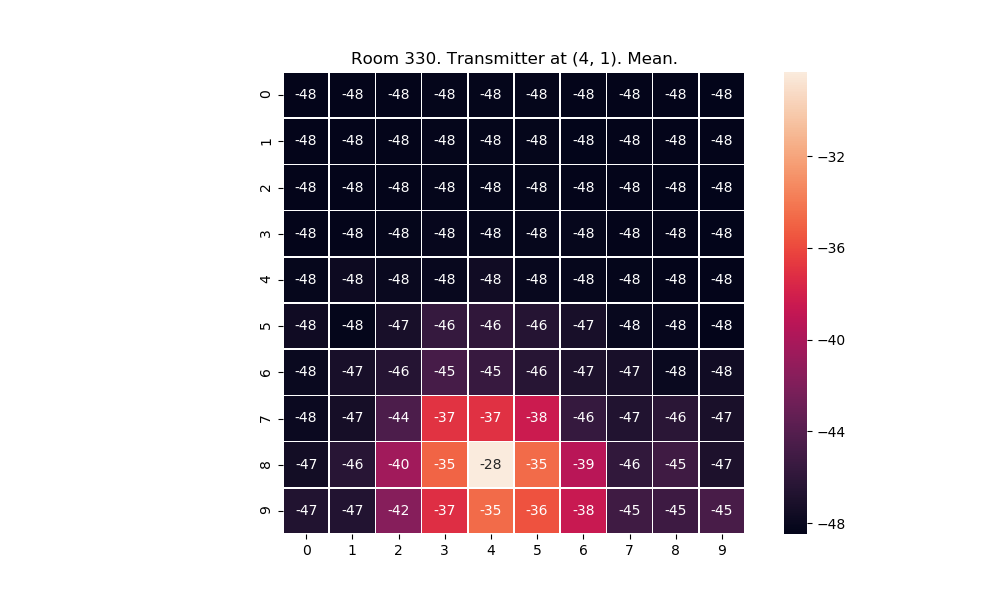 Room 330. Transmitter at (4, 1). Mean.
0 -48 -48 -48 -48 -48 -48 -48 -48 -48 -48
1 -48 -48 -48 -48 -48 -48 -48 -48 -48 -48
−32
2 -48 -48 -48 -48 -48 -48 -48 -48 -48 -48
3 -48 -48 -48 -48 -48 -48 -48 -48 -48 -48
−36
4 -48 -48 -48 -48 -48 -48 -48 -48 -48 -48
5 -48 -48 -47 -46 -46 -46 -47 -48 -48 -48
−40
6 -48 -47 -46 -45 -45 -46 -47 -47 -48 -48
7 -48 -47 -44 -37 -37 -38 -46 -47 -46 -47
−44
8 -47 -46 -40 -35 -28 -35 -39 -46 -45 -47
9 -47 -47 -42 -37 -35 -36 -38 -45 -45 -45
−48
0 1 2 3 4 5 6 7 8 9